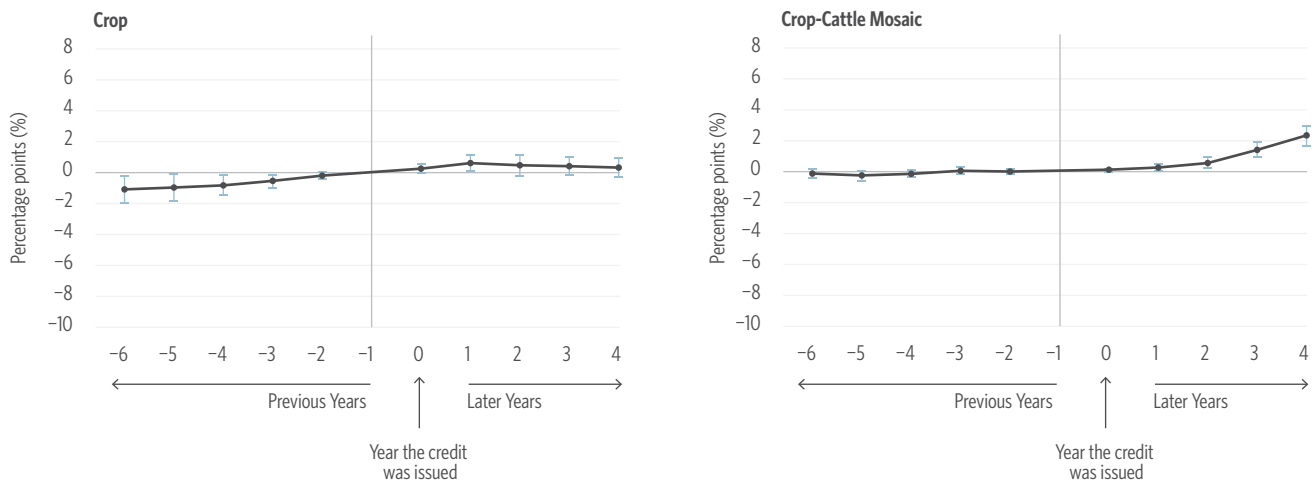 Crop
Percentage points (%)
8
6
4
2
0
−2
−4
−6
−8
−10
−6 −5 −4 −3 −2 −1 0 1 2 3 4
Previous Years Later Years
Year the credit
was issued
Crop-Cattle Mosaic
Percentage points (%)
8
6
4
2
0
−2
−4
−6
−8
−10
−6 −5 −4 −3 −2 −1 0 1 2 3 4
Previous Years Later Years
Year the credit
was issued